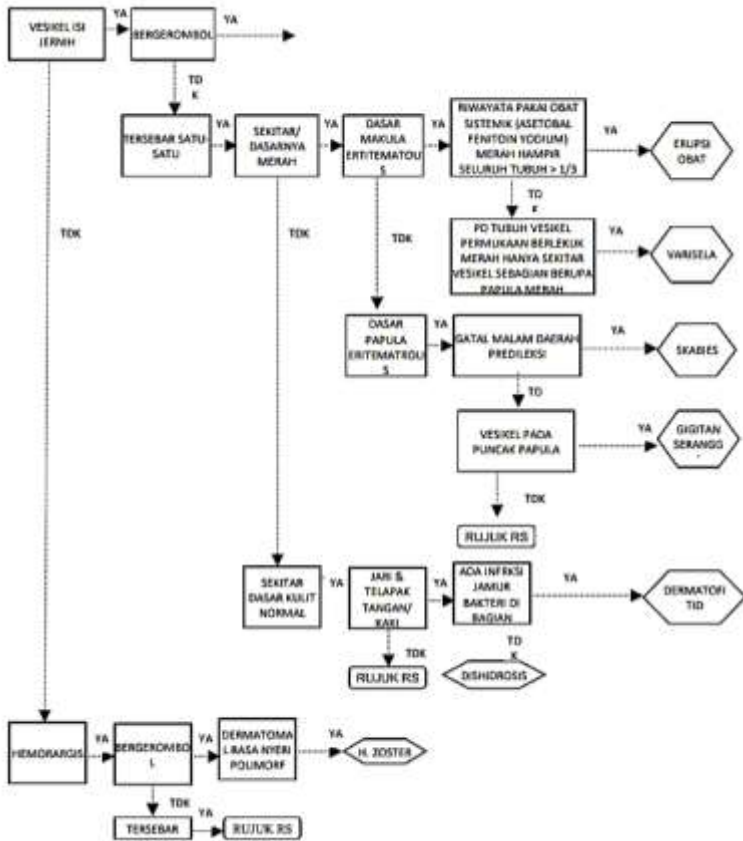 VESIKEL ISI
JERNIH
YA
BERGEROMBOL
YA
TD
K
TERSEBAR SATU-
SATU
YA
SEKITAR/
DASARNYA
MERAH
YA
DASAR
MAKULA
ERTITEMATOU
S
YA
RIWAYATA PAKAI OBAT
SISTEMIK (ASETOBAL
FENITOIN YODIUM)
MERAH HAMPIR
SELURUH TUBUH > 1/3
YA
ERUPSI
OBAT
TD
K
TDK
TDK
TDK
PD TUBUH VESIKEL
PERMUKAAN BERLEKUK
MERAH HANYA SEKITAR
VESIKEL SEBAGIAN BERUPA
PAPULA MERAH
YA
VARISELA
DASAR
PAPULA
ERITEMATROU
S
YA
GATAL MALAM DAERAH
PREDILEKSI
YA
SKABIES
TD
VESIKEL PADA
PUNCAK PAPULA
YA
GIGITAN
SERANGG
TDK
RUJUK RS
SEKITAR
DASAR KULIT
NORMAL
YA
JARI &
TELAPAK
TANGAN/
KAKI
YA
ADA INFRKSI
JAMUR
BAKTERI DI
BAGIAN
YA
DERMATOFI
TID
TDK
RUJUK RS
TD
K
DISHIDROSIS
HEMORARGIS
YA
BERGEROMBO
L
YA
DERMATOMA
L RASA NYERI
POLIMORF
YA
H. ZOSTER
TDK
TERSEBAR
YA
RUJUK RS